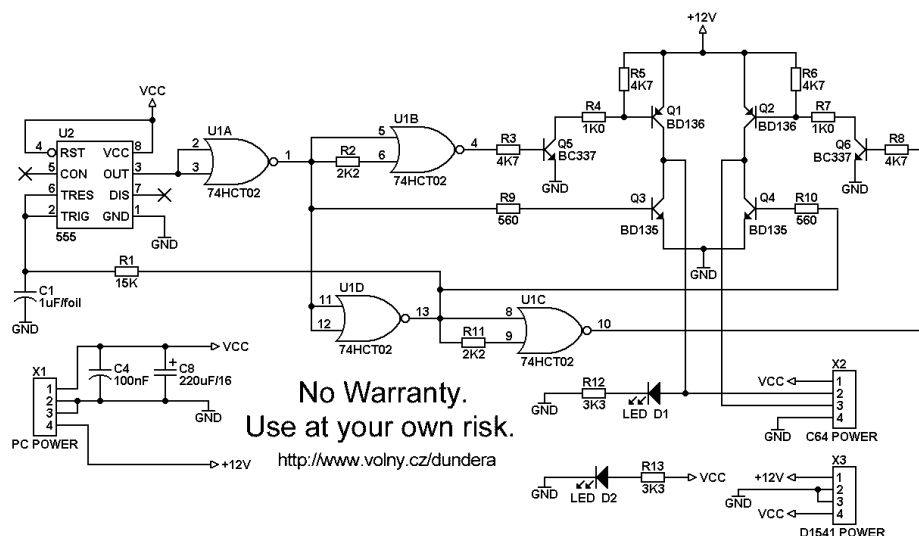 +12V
VCC
U2
4
RST
VCC
8
5
CON
OUT
3
6
TRES
DIS
7
2
TRIG
GND
1
555
GND
U1A
2
3
1
74HCT02
U1B
5
6
4
74HCT02
R2
2K2
R3
4K7
Q5
BC337
GND
R4
1K0
R5
4K7
Q1
BD136
Q2
BD136
R6
4K7
R7
1K0
Q6
BC337
GND
R8
4K7
R9
560
Q3
BD135
Q4
BD135
R10
560
GND
R1
15K
C1
1uF/foil
GND
U1D
11
12
13
74HCT02
R11
2K2
U1C
8
9
10
74HCT02
X1
1
2
3
4
PC POWER
C4
100nF
+
C8
220uF/16
VCC
GND
+12V
No Warranty.
Use at your own risk.
http://www.volny.cz/dundera
GND
R12
3K3
LED D1
X2
VCC
1
2
3
4
GND
C64 POWER
GND
LED D2
R13
3K3
VCC
X3
+12V
1
GND
2
3
VCC
4
D1541 POWER